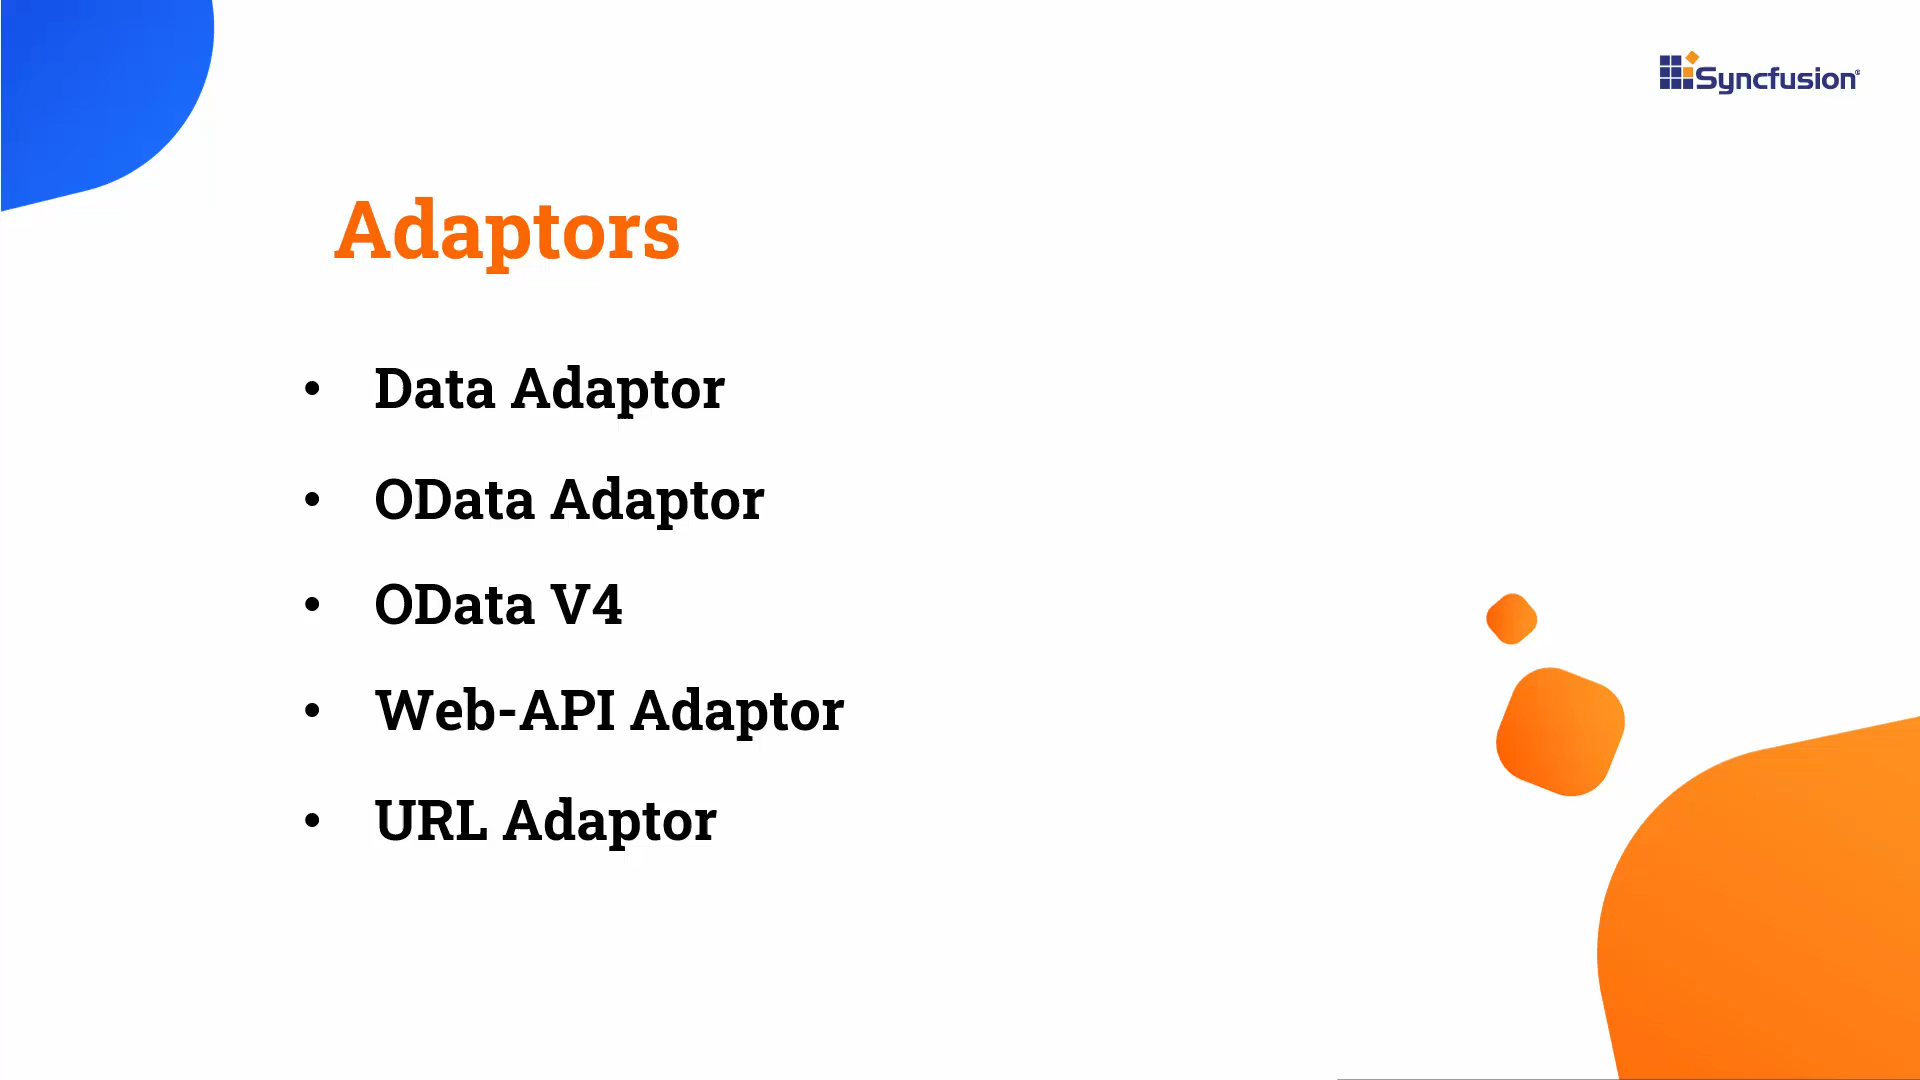 Syncfusion®
Adaptors
• Data Adaptor
• OData Adaptor
• OData V4
• Web-API Adaptor
• URL Adaptor